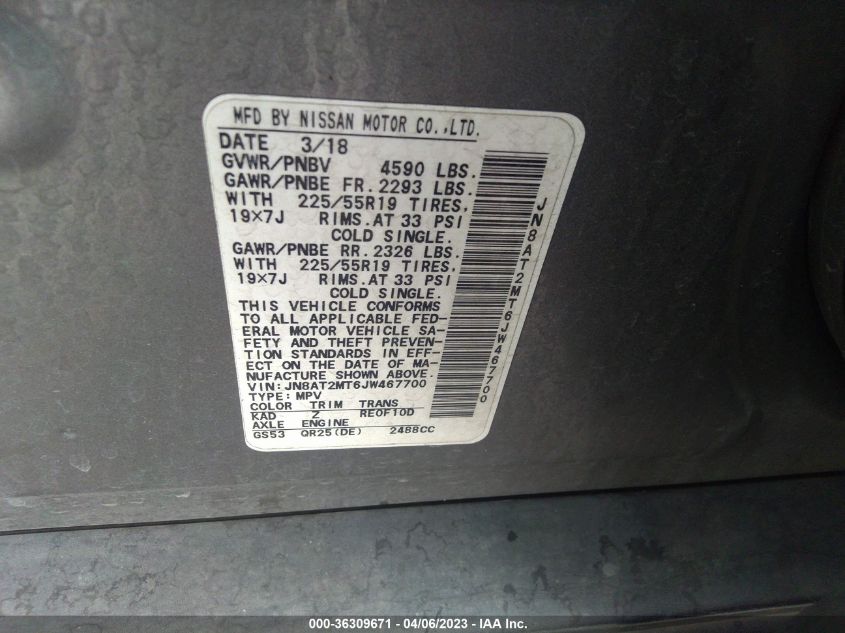 MFD BY NISSAN MOTOR CO.,LTD.
DATE 3/18
GVWR/PNBV 4590 LBS.
GAWR/PNBE FR. 2293 LBS.
WITH 225/55R19 TIRES,
19×7J RIMS.AT 33 PSI
COLD SINGLE.
GAWR/PNBE RR. 2326 LBS.
WITH 225/55R19 TIRES,
19×7J RIMS.AT 33 PSI
COLD SINGLE.
THIS VEHICLE CONFORMS
TO ALL APPLICABLE FED-
ERAL MOTOR VEHICLE SA-
FETY AND THEFT PREVEN-
TION STANDARDS IN EFF-
ECT ON THE DATE OF MA-
NUFACTURE SHOWN ABOVE.
VIN:JN8AT2MT6JW467700
TYPE: MPV
COLOR TRIM TRANS
KAD Z REOF10D
AXLE ENGINE
GS53 QR25(DE) 2488CC
JN8AT2MT6JW467700
000-36309671 - 04/06/2023 - IAA Inc.